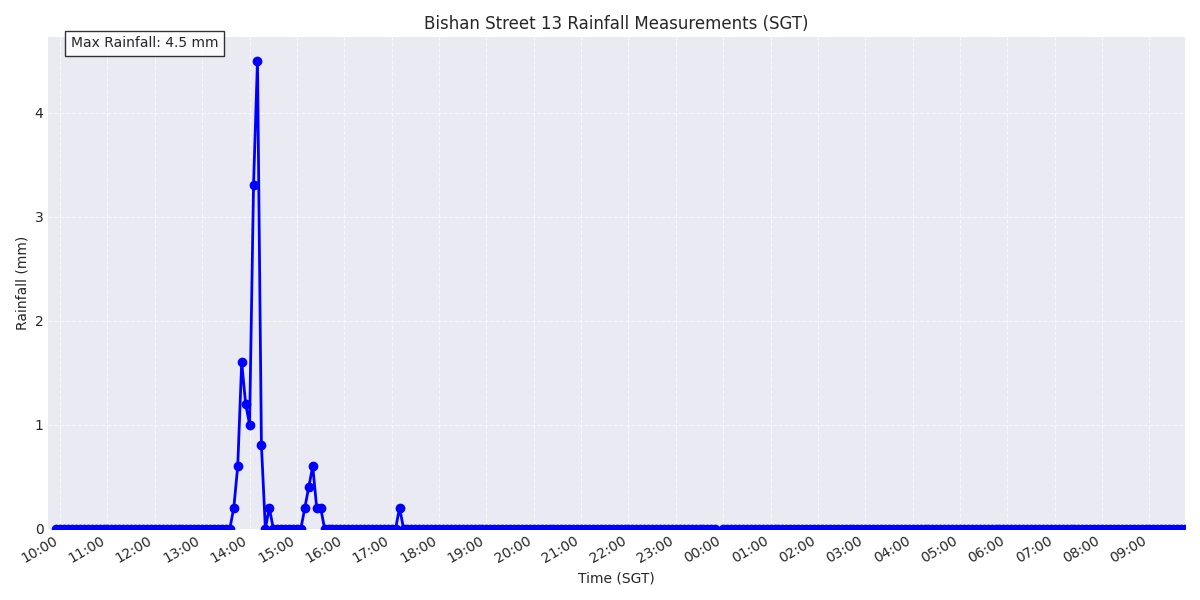 Bishan Street 13 Rainfall Measurements (SGT)
Max Rainfall: 4.5 mm
Rainfall (mm)
4
3
2
1
0
10:00 11:00 12:00 13:00 14:00 15:00 16:00 17:00 18:00 19:00 20:00 21:00 22:00 23:00 00:00 01:00 02:00 03:00 04:00 05:00 06:00 07:00 08:00 09:00
Time (SGT)